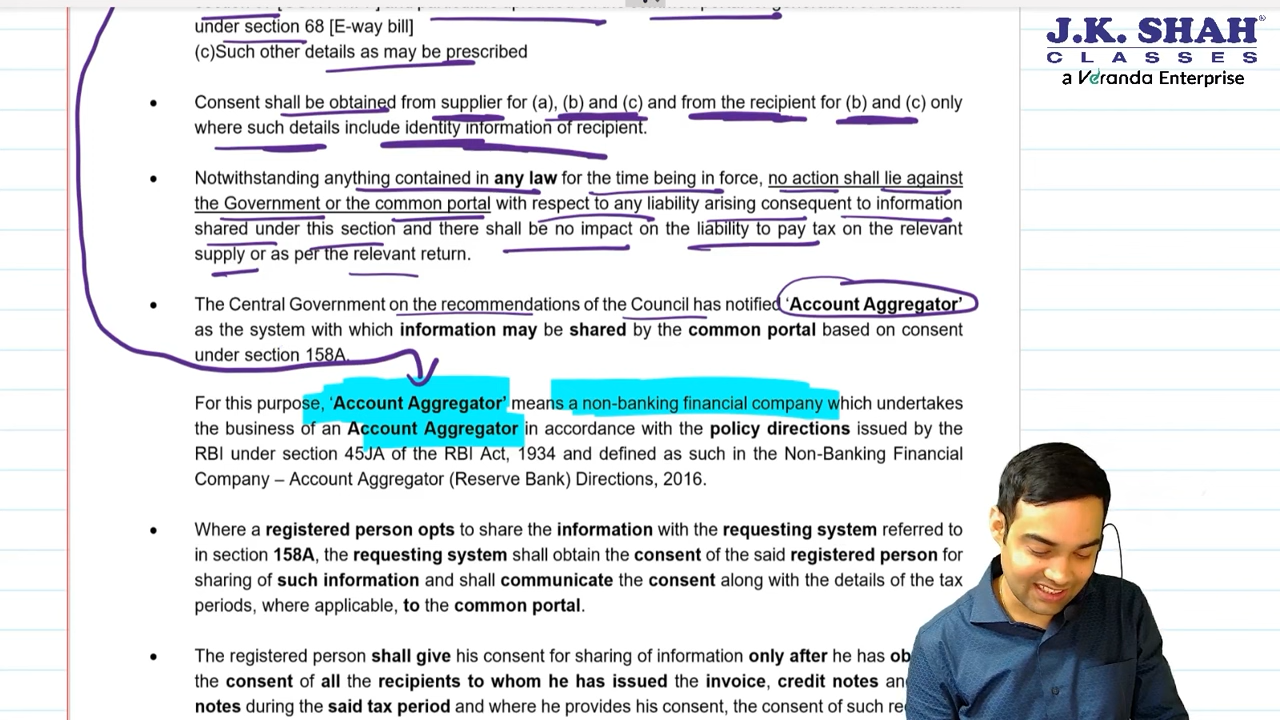 J.K. SHAH®
CLASSES
a Veranda Enterprise
under section 68 [E-way bill]
(c)Such other details as may be prescribed
• Consent shall be obtained from supplier for (a), (b) and (c) and from the recipient for (b) and (c) only
where such details include identity information of recipient.
• Notwithstanding anything contained in any law for the time being in force, no action shall lie against
the Government or the common portal with respect to any liability arising consequent to information
shared under this section and there shall be no impact on the liability to pay tax on the relevant
supply or as per the relevant return.
• The Central Government on the recommendations of the Council has notified ‘Account Aggregator’
as the system with which information may be shared by the common portal based on consent
under section 158A.
For this purpose, ‘Account Aggregator’ means a non-banking financial company which undertakes
the business of an Account Aggregator in accordance with the policy directions issued by the
RBI under section 45JA of the RBI Act, 1934 and defined as such in the Non-Banking Financial
Company – Account Aggregator (Reserve Bank) Directions, 2016.
• Where a registered person opts to share the information with the requesting system referred to
in section 158A, the requesting system shall obtain the consent of the said registered person for
sharing of such information and shall communicate the consent along with the details of the tax
periods, where applicable, to the common portal.
• The registered person shall give his consent for sharing of information only after he has
the consent of all the recipients to whom he has issued the invoice, credit notes
notes during the said tax period and where he provides his consent, the consent of such